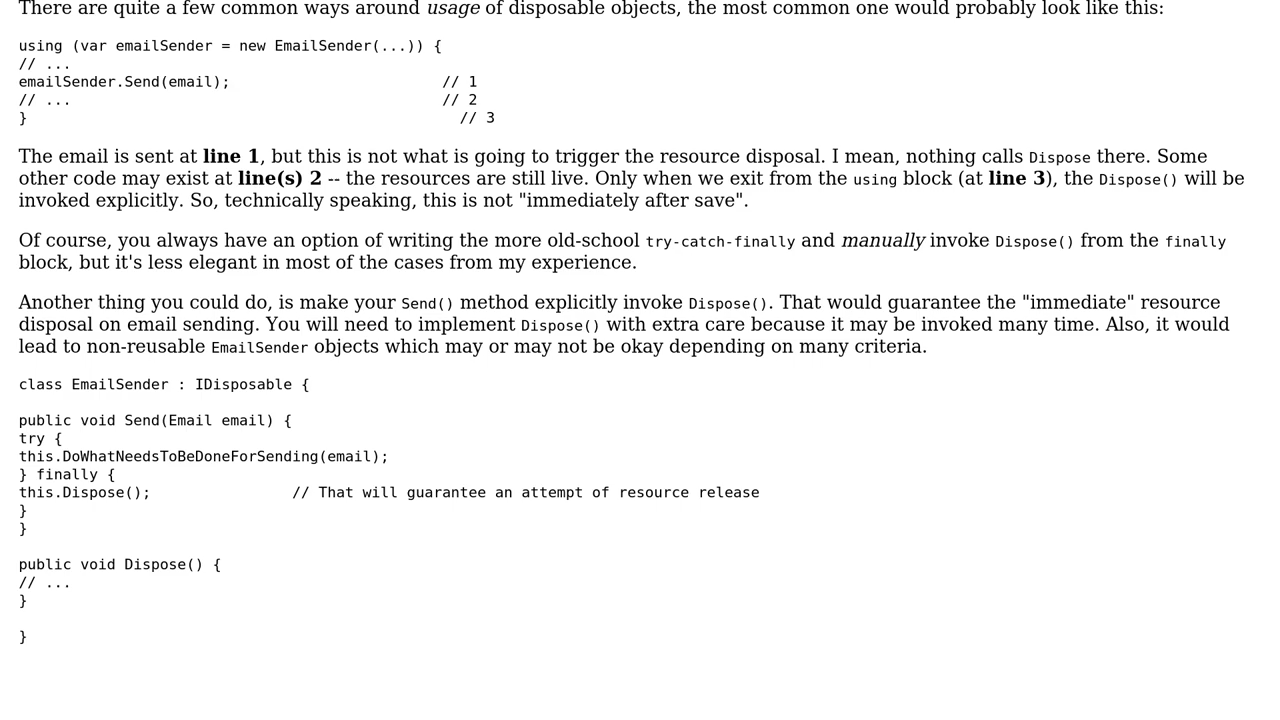 There are quite a few common ways around usage of disposable objects, the most common one would probably look like this:
using (var emailSender = new EmailSender(...)) {
// ...
emailSender.Send(email); // 1
// ... // 2
} // 3
The email is sent at line 1, but this is not what is going to trigger the resource disposal. I mean, nothing calls Dispose there. Some
other code may exist at line(s) 2 -- the resources are still live. Only when we exit from the using block (at line 3), the Dispose() will be
invoked explicitly. So, technically speaking, this is not "immediately after save".
Of course, you always have an option of writing the more old-school try-catch-finally and manually invoke Dispose() from the finally
block, but it's less elegant in most of the cases from my experience.
Another thing you could do, is make your Send() method explicitly invoke Dispose(). That would guarantee the "immediate" resource
disposal on email sending. You will need to implement Dispose() with extra care because it may be invoked many time. Also, it would
lead to non-reusable EmailSender objects which may or may not be okay depending on many criteria.
class EmailSender : IDisposable {
public void Send(Email email) {
try {
this.DoWhatNeedsToBeDoneForSending(email);
} finally {
this.Dispose(); // That will guarantee an attempt of resource release
}
}
public void Dispose() {
// ...
}
}